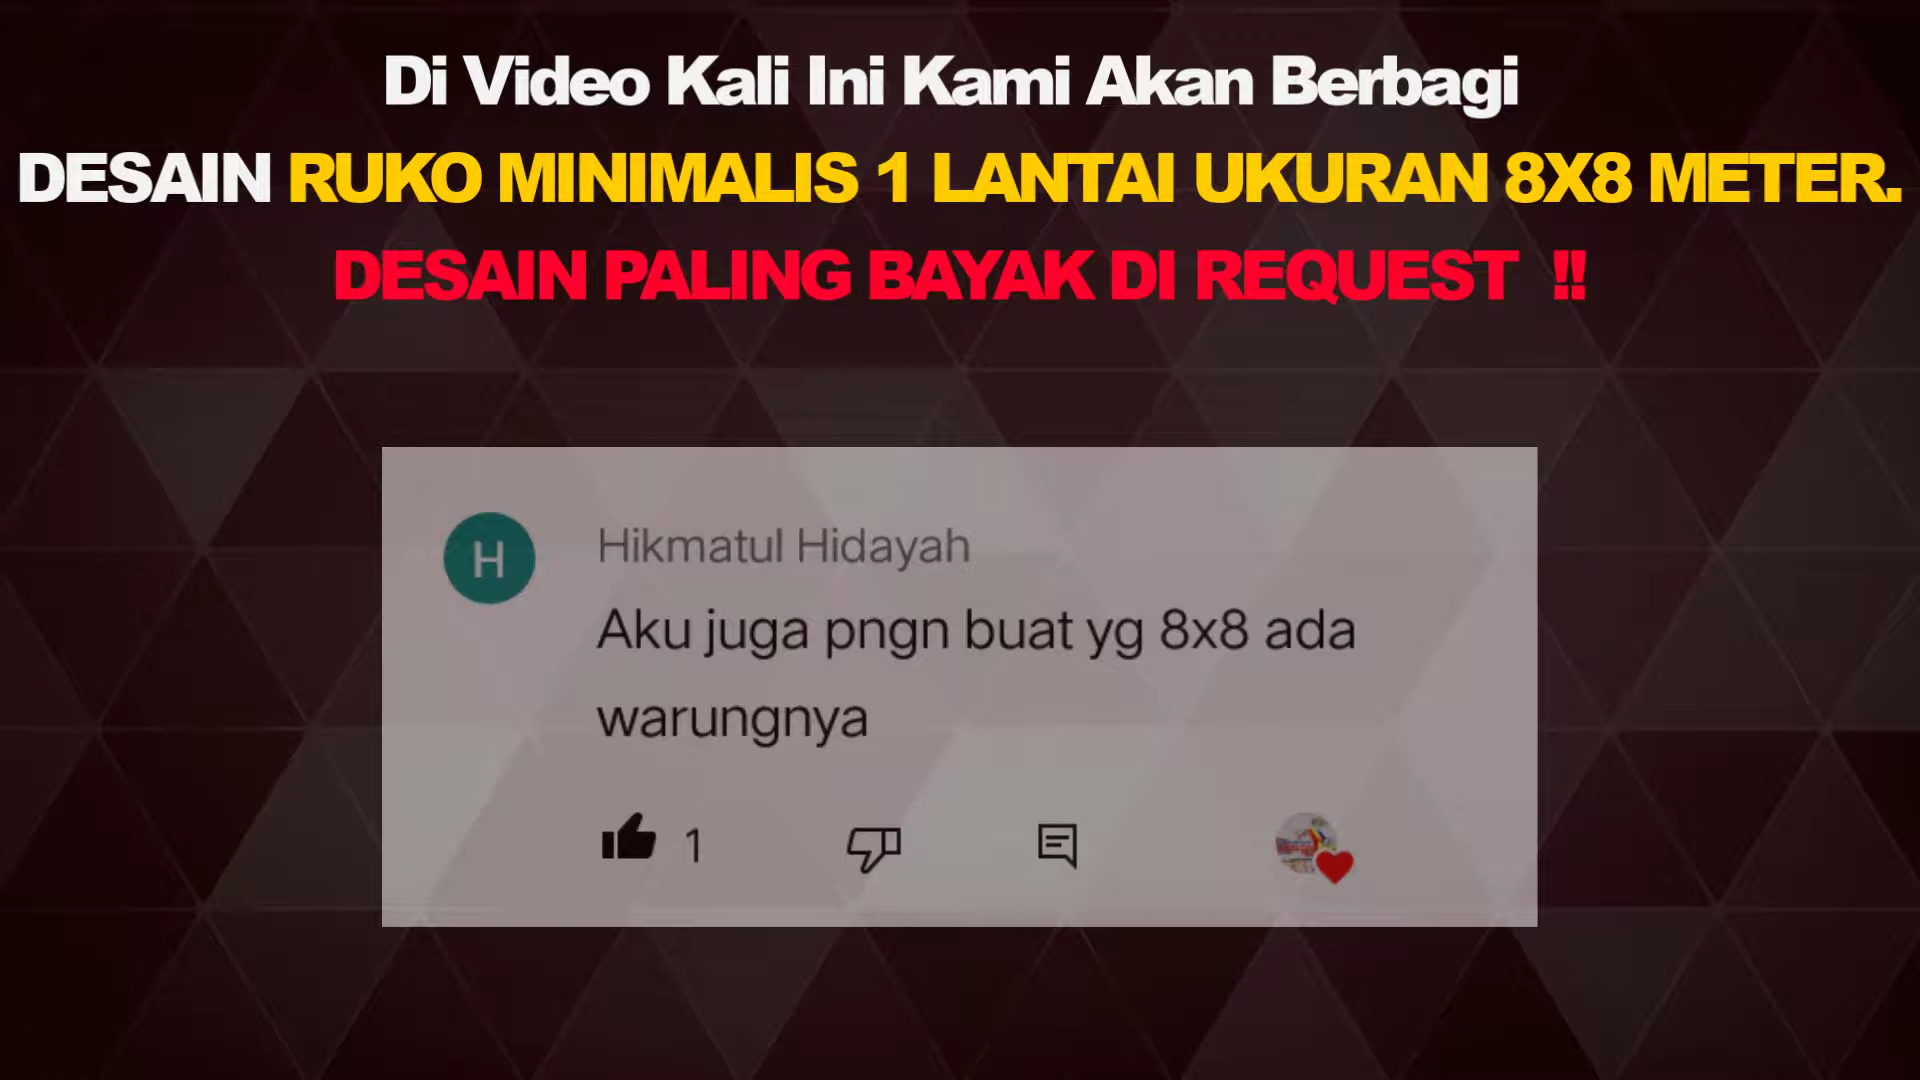 Di Video Kali Ini Kami Akan Berbagi
DESAIN RUKO MINIMALIS 1 LANTAI UKURAN 8X8 METER.
DESAIN PALING BAYAK DI REQUEST !!
H
Hikmatul Hidayah
Aku juga pngn buat yg 8x8 ada
warungnya
1